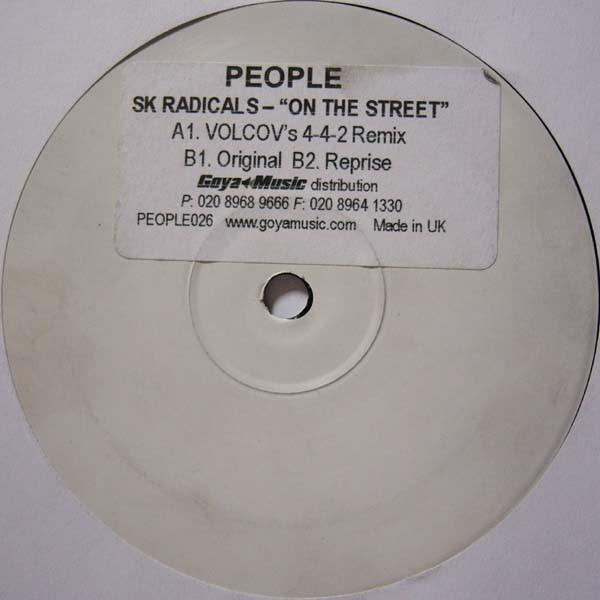 PEOPLE
SK RADICALS – "ON THE STREET"
A1. VOLCOV's 4-4-2 Remix
B1. Original B2. Reprise
Goya Music distribution
P: 020 8968 9666 F: 020 8964 1330
PEOPLE026 www.goyamusic.com Made in UK